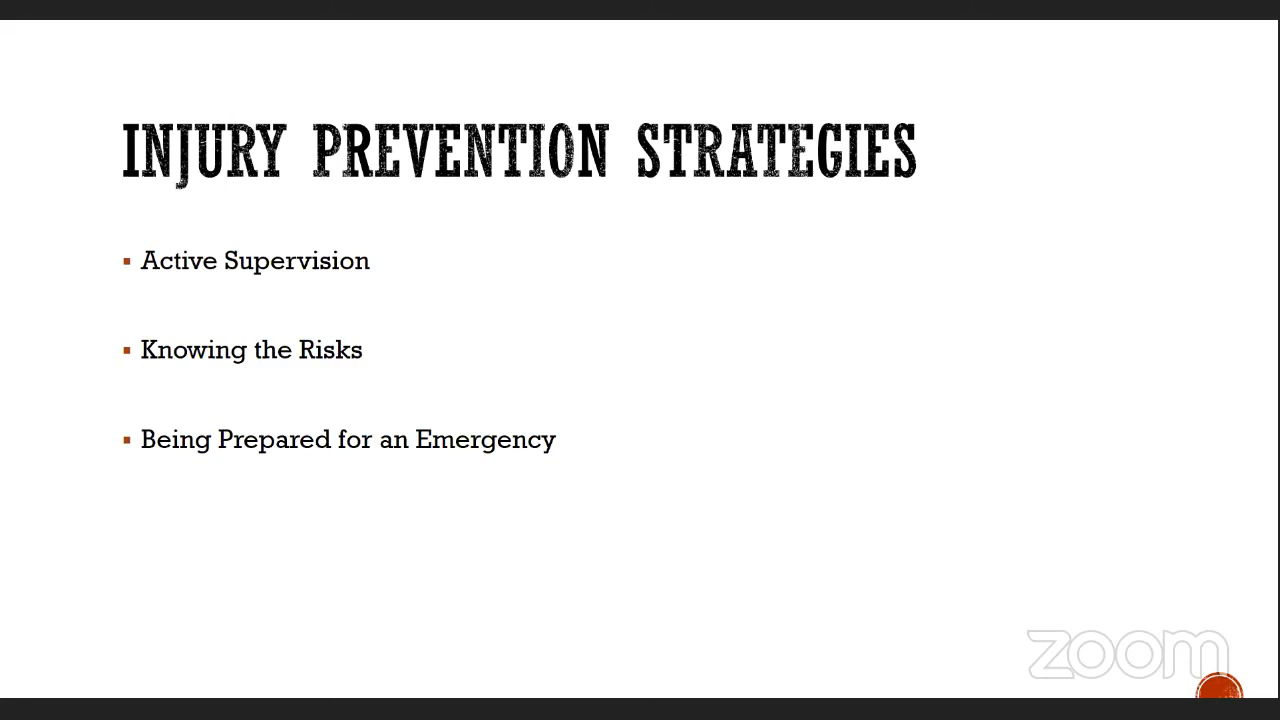 INJURY PREVENTION STRATEGIES
Active Supervision
Knowing the Risks
Being Prepared for an Emergency
zoom